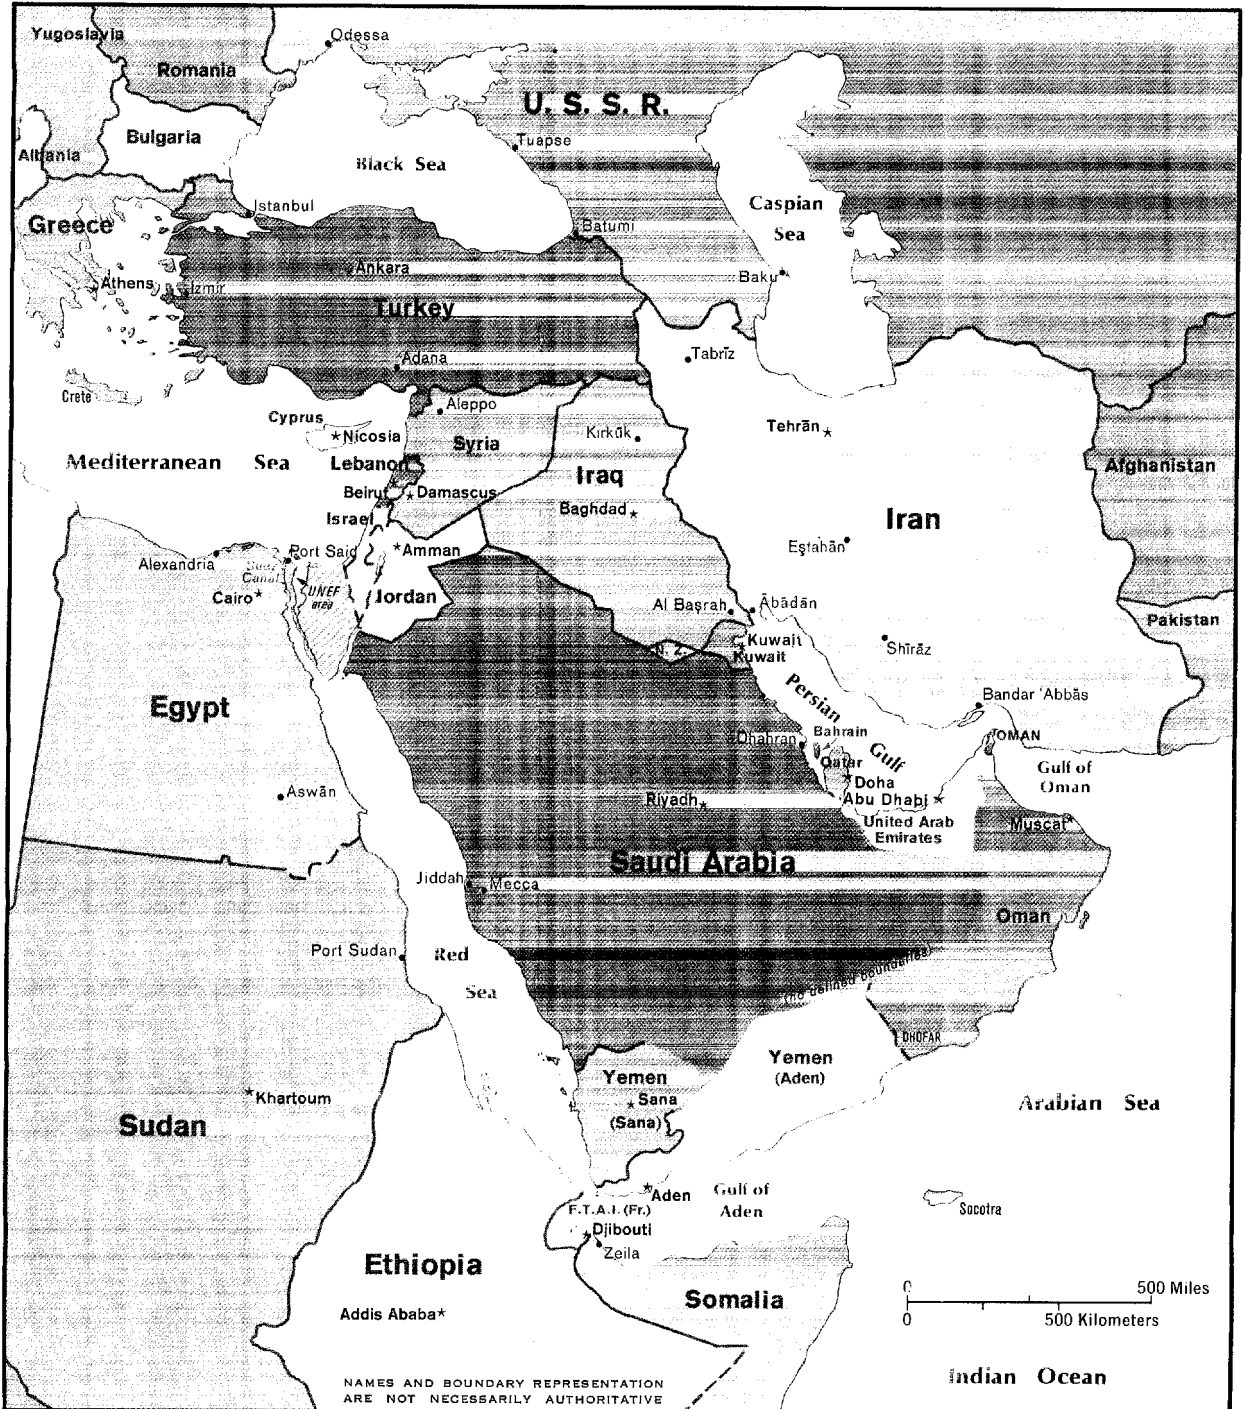 Yugoslavia
Odessa
Romania
U. S. S. R.
Bulgaria
Tuapse
Albania
Black Sea
Caspian
Sea
Istanbul
Greece
Batumi
Ankara
Baku
Athens
Izmir
Turkey
Tabrīz
Adana
Crete
Aleppo
Cyprus
Nicosia
Tehrān
Kirkūk
Syria
Mediterranean Sea
Lebanon
Afghanistan
Iraq
Beirut
Damascus
Baghdad
Israel
Iran
Port Said
Amman
Eşfahān
Alexandria
Suez
Canal
UNEF
area
Cairo
Jordan
Al Başrah
Ābādān
Pakistan
Kuwait
N. Z.
Kuwait
Shīrāz
Persian
Gulf
Bandar 'Abbās
Egypt
Dhahran
Bahrain
OMAN
Qatar
Gulf of
Oman
Doha
Aswān
Riyadh
Abu Dhabi
United Arab
Emirates
Muscat
Saudi Arabia
Jiddah
Mecca
Oman
Port Sudan
Red
Sea
(no defined boundaries)
DHOFAR
Yemen
(Aden)
Yemen
Sana
(Sana)
Khartoum
Arabian Sea
Sudan
Aden
Gulf of
Aden
F.T.A.I. (Fr.)
Socotra
Djibouti
Zeila
Ethiopia
Somalia
0 500 Miles
0 500 Kilometers
Addis Ababa
Indian Ocean
NAMES AND BOUNDARY REPRESENTATION
ARE NOT NECESSARILY AUTHORITATIVE